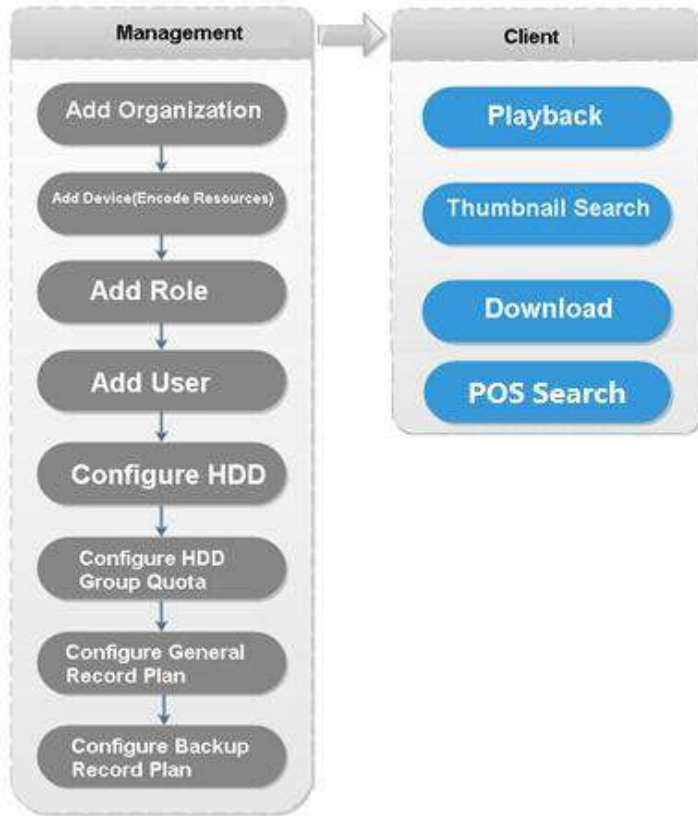 Management
Add Organization
Add Device(Encode Resources)
Add Role
Add User
Configure HDD
Configure HDD
Group Quota
Configure General
Record Plan
Configure Backup
Record Plan
Client
Playback
Thumbnail Search
Download
POS Search